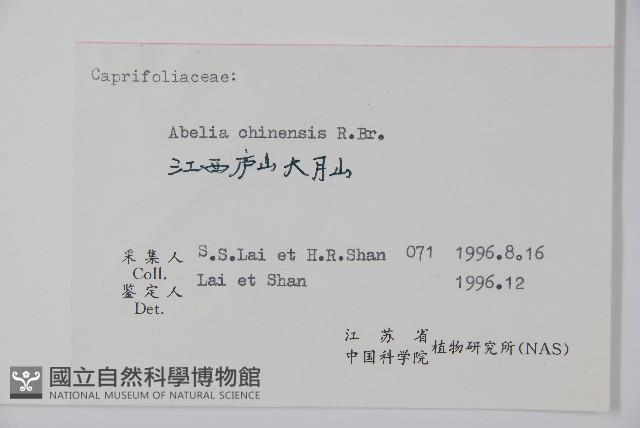 Caprifoliaceae:
Abelia chinensis R.Br.
江西庐山大月山
采集人 S.S.Lai et H.R.Shan 071 1996.8.16
Coll.
鉴定人 Lai et Shan 1996.12
Det.
江苏省
中国科学院 植物研究所(NAS)
國立自然科學博物館
NATIONAL MUSEUM OF NATURAL SCIENCE